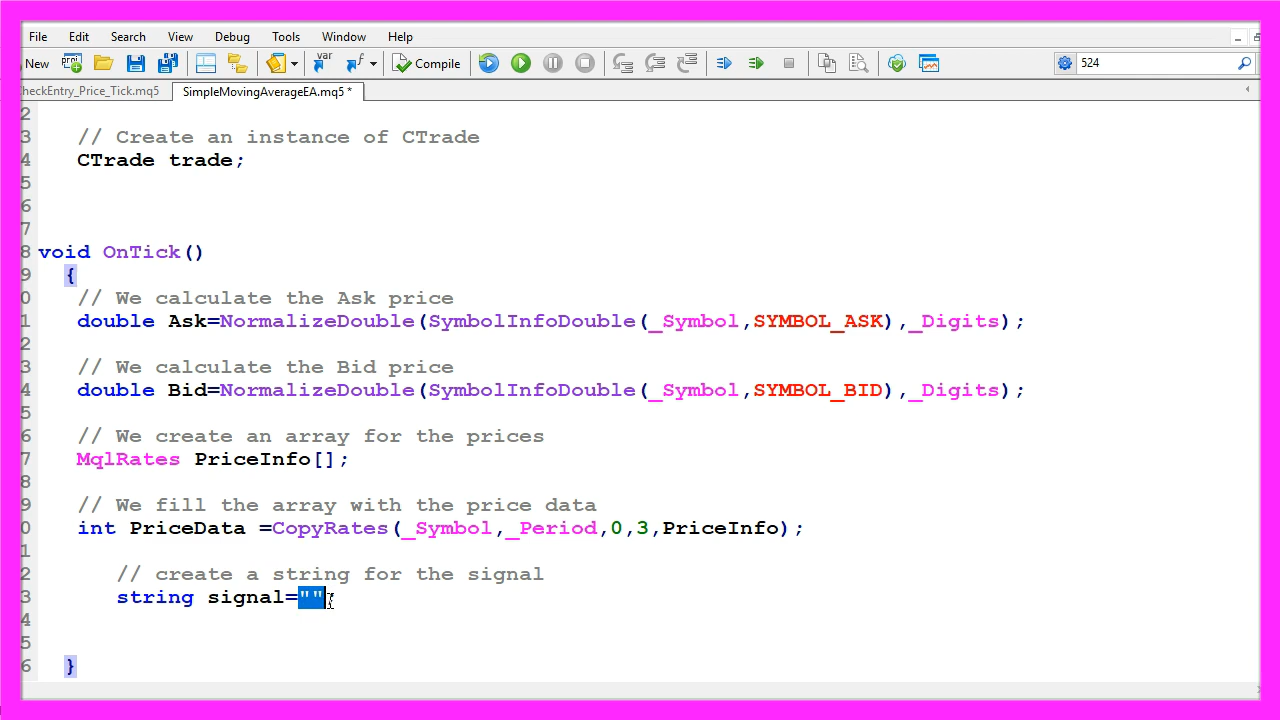 File Edit Search View Debug Tools Window Help
New Compile 524
CheckEntry_Price_Tick.mq5 SimpleMovingAverageEA.mq5 *
2
3 // Create an instance of CTrade
4 CTrade trade;
5
6
7
8 void OnTick()
9 {
0 // We calculate the Ask price
1 double Ask=NormalizeDouble(SymbolInfoDouble(_Symbol,SYMBOL_ASK),_Digits);
2
3 // We calculate the Bid price
4 double Bid=NormalizeDouble(SymbolInfoDouble(_Symbol,SYMBOL_BID),_Digits);
5
6 // We create an array for the prices
7 MqlRates PriceInfo[];
8
9 // We fill the array with the price data
0 int PriceData =CopyRates(_Symbol,_Period,0,3,PriceInfo);
1
2 // create a string for the signal
3 string signal="";
4
5
6 }